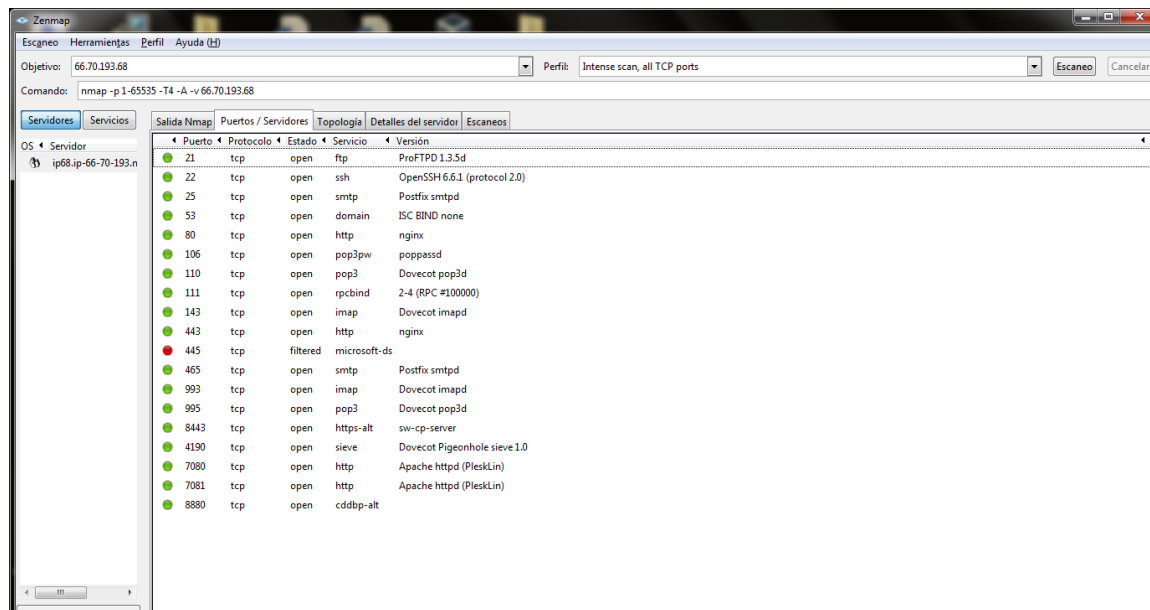 Zenmap
Escaneo Herramientas Perfil Ayuda (H)
Objetivo: 66.70.193.68 Perfil: Intense scan, all TCP ports Escaneo Cancelar
Comando: nmap -p 1-65535 -T4 -A -v 66.70.193.68
Servidores Servicios Salida Nmap Puertos / Servidores Topología Detalles del servidor Escaneos
OS Servidor Puerto Protocolo Estado Servicio Versión
ip68.ip-66-70-193.n 21 tcp open ftp ProFTPD 1.3.5d
22 tcp open ssh OpenSSH 6.6.1 (protocol 2.0)
25 tcp open smtp Postfix smtpd
53 tcp open domain ISC BIND none
80 tcp open http nginx
106 tcp open pop3pw poppassd
110 tcp open pop3 Dovecot pop3d
111 tcp open rpcbind 2-4 (RPC #100000)
143 tcp open imap Dovecot imapd
443 tcp open http nginx
445 tcp filtered microsoft-ds
465 tcp open smtp Postfix smtpd
993 tcp open imap Dovecot imapd
995 tcp open pop3 Dovecot pop3d
8443 tcp open https-alt sw-cp-server
4190 tcp open sieve Dovecot Pigeonhole sieve 1.0
7080 tcp open http Apache httpd (PleskLin)
7081 tcp open http Apache httpd (PleskLin)
8880 tcp open cddbp-alt